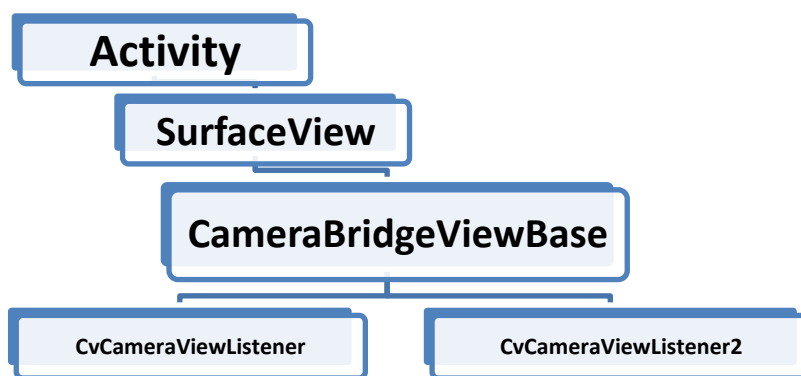 Activity
SurfaceView
CameraBridgeViewBase
CvCameraViewListener
CvCameraViewListener2